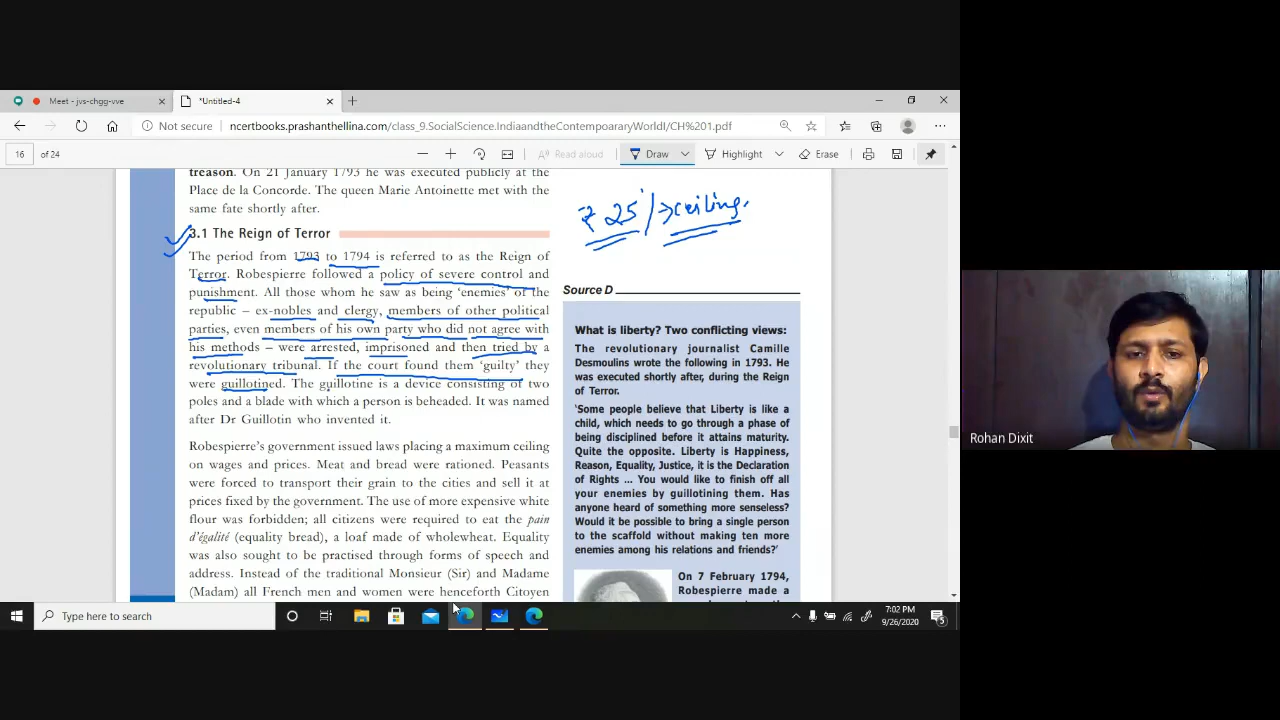 Meet - jvs-chgg-vve
*Untitled-4
Not secure
ncertbooks.prashanthellina.com/class_9.SocialScience.IndiaandtheContempoararyWorldI/CH%201.pdf
16 of 24
Read aloud
Draw
Highlight
Erase
treason. On 21 January 1793 he was executed publicly at the
Place de la Concorde. The queen Marie Antoinette met with the
same fate shortly after.
3.1 The Reign of Terror
The period from 1793 to 1794 is referred to as the Reign of
Terror. Robespierre followed a policy of severe control and
punishment. All those whom he saw as being ‘enemies’ of the
republic – ex-nobles and clergy, members of other political
parties, even members of his own party who did not agree with
his methods – were arrested, imprisoned and then tried by a
revolutionary tribunal. If the court found them ‘guilty’ they
were guillotined. The guillotine is a device consisting of two
poles and a blade with which a person is beheaded. It was named
after Dr Guillotin who invented it.
Robespierre’s government issued laws placing a maximum ceiling
on wages and prices. Meat and bread were rationed. Peasants
were forced to transport their grain to the cities and sell it at
prices fixed by the government. The use of more expensive white
flour was forbidden; all citizens were required to eat the pain
d’égalité (equality bread), a loaf made of wholewheat. Equality
was also sought to be practised through forms of speech and
address. Instead of the traditional Monsieur (Sir) and Madame
(Madam) all French men and women were henceforth Citoyen
₹ 25 / → ceiling.
Source D
What is liberty? Two conflicting views:
The revolutionary journalist Camille
Desmoulins wrote the following in 1793. He
was executed shortly after, during the Reign
of Terror.
‘Some people believe that Liberty is like a
child, which needs to go through a phase of
being disciplined before it attains maturity.
Quite the opposite. Liberty is Happiness,
Reason, Equality, Justice, it is the Declaration
of Rights ... You would like to finish off all
your enemies by guillotining them. Has
anyone heard of something more senseless?
Would it be possible to bring a single person
to the scaffold without making ten more
enemies among his relations and friends?’
On 7 February 1794,
Robespierre made a
Rohan Dixit
Type here to search
7:02 PM
9/26/2020
5